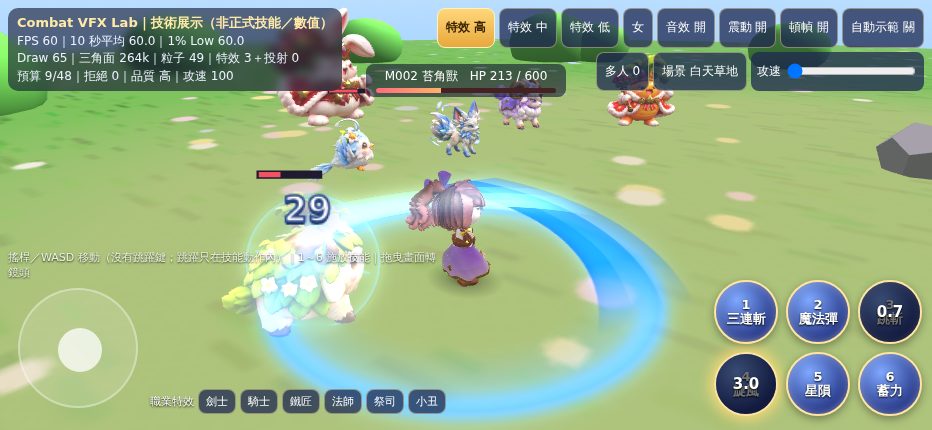 Combat VFX Lab｜技術展示（非正式技能／數值）
FPS 60｜10 秒平均 60.0｜1% Low 60.0
Draw 65｜三角面 264k｜粒子 49｜特效 3＋投射 0
預算 9/48｜拒絕 0｜品質 高｜攻速 100
特效 高
特效 中
特效 低
女
音效 開
震動 開
頓幀 開
自動示範 關
多人 0
場景 白天草地
攻速
M002 苔角獸 HP 213 / 600
29
搖桿／WASD 移動（沒有跳躍鍵；跳躍只在技能動作內）｜1–6 施放技能｜拖曳畫面轉
鏡頭
1
三連斬
2
魔法彈
3
跳斬
0.7
4
旋風
3.0
5
星隕
6
蓄力
職業特效
劍士
騎士
鐵匠
法師
祭司
小丑